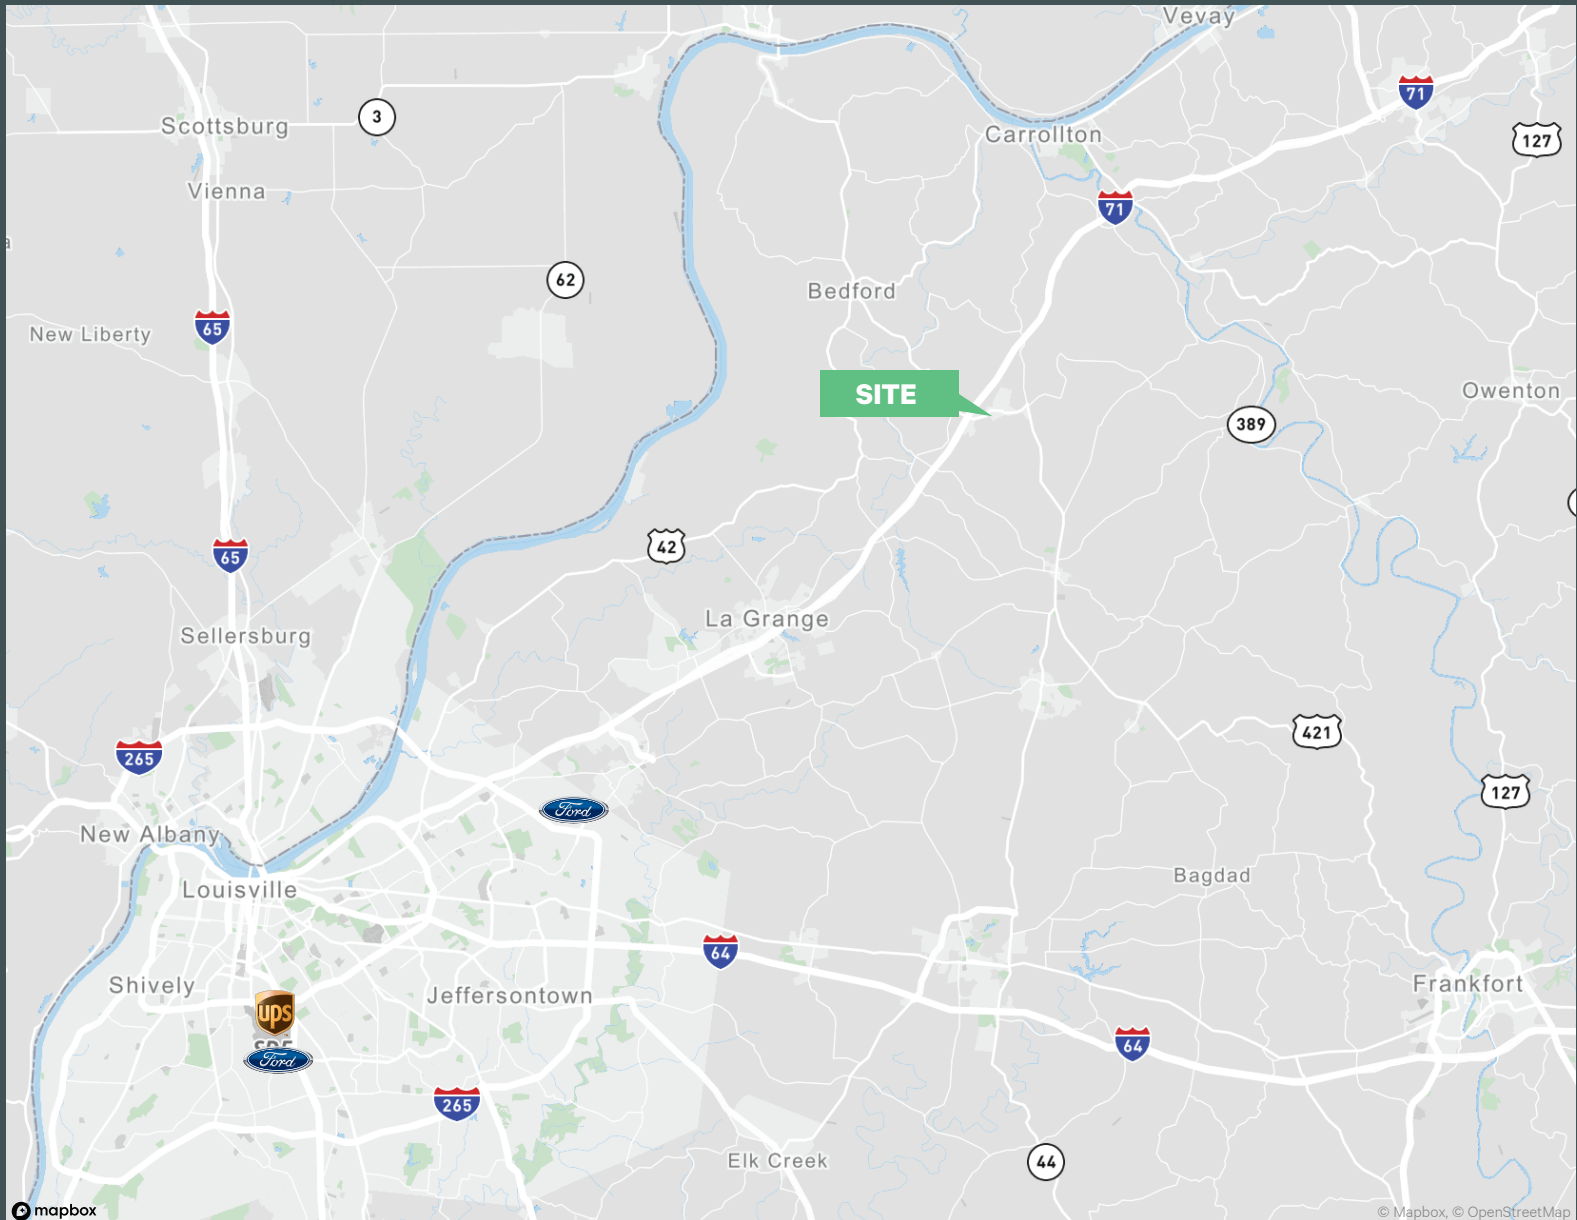 Vevay
71
127
3
Scottsburg
Carrollton
Vienna
71
62
Bedford
65
New Liberty
SITE
Owenton
389
65
42
La Grange
Sellersburg
421
265
127
Ford
New Albany
Bagdad
Louisville
64
Shively
Jeffersontown
Frankfort
ups
SDF
Ford
64
265
Elk Creek
44
mapbox
© Mapbox, © OpenStreetMap